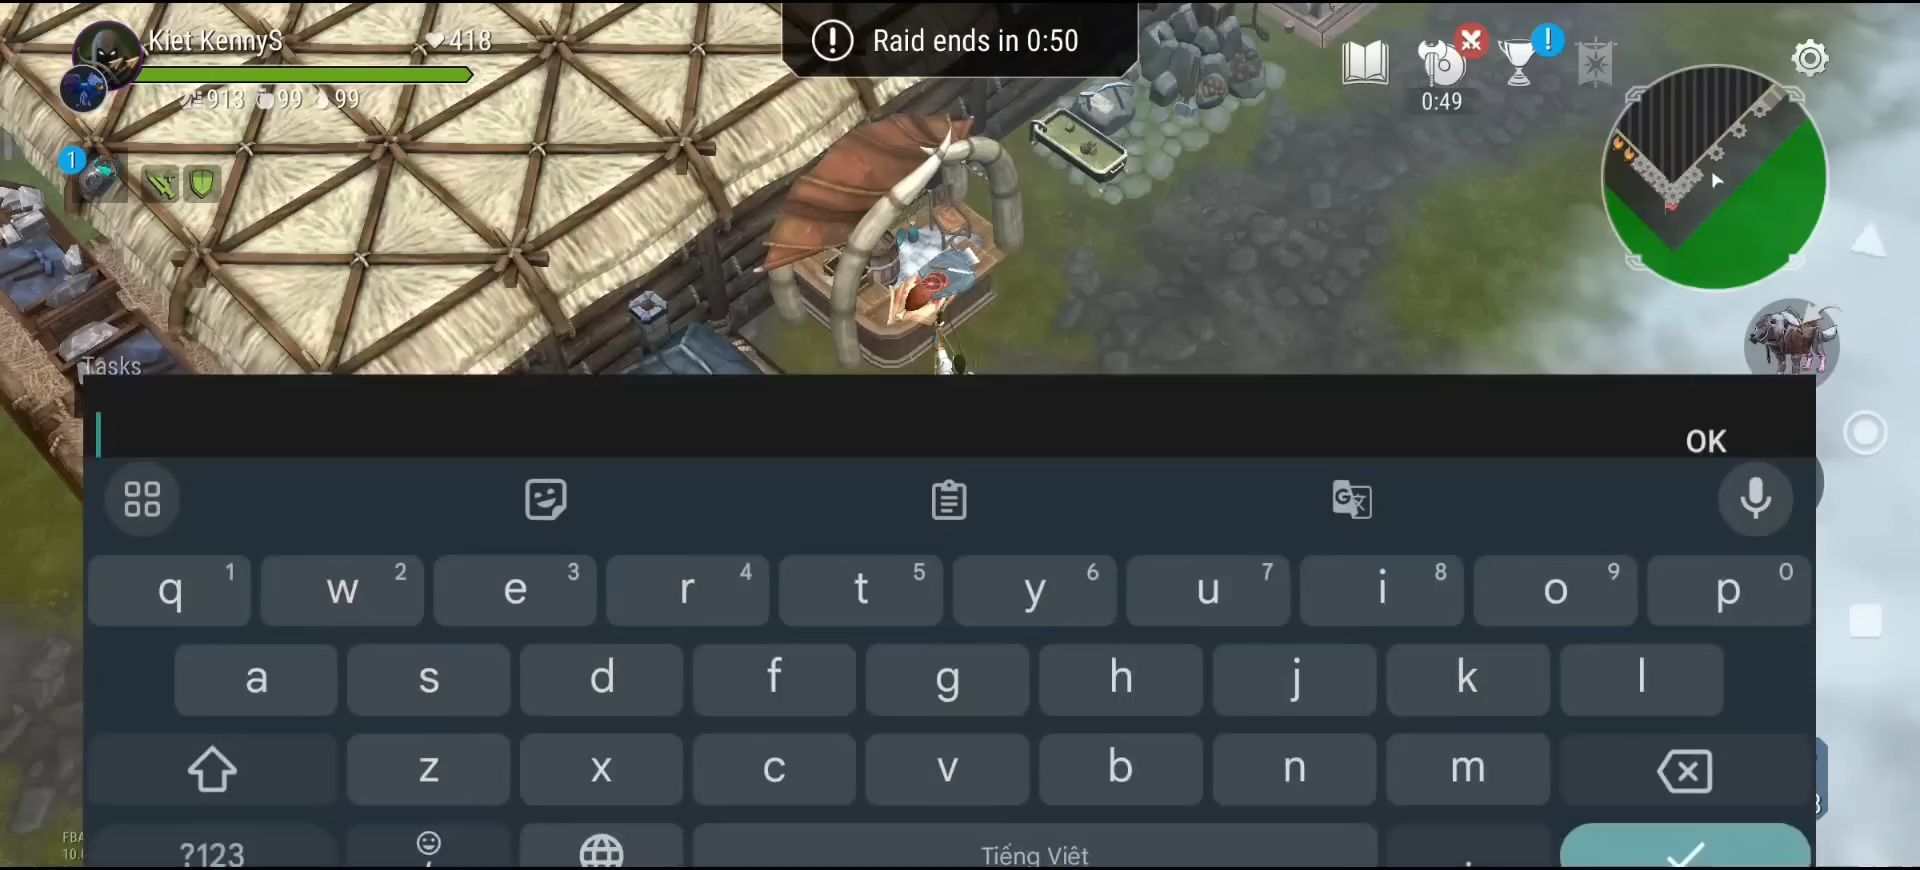 Kiet KennyS
418
Raid ends in 0:50
913 99 99
0:49
1
Tasks
OK
q 1 w 2 e 3 r 4 t 5 y 6 u 7 i 8 o 9 p 0
a s d f g h j k l
z x c v b n m
?123 , Tiếng Việt .